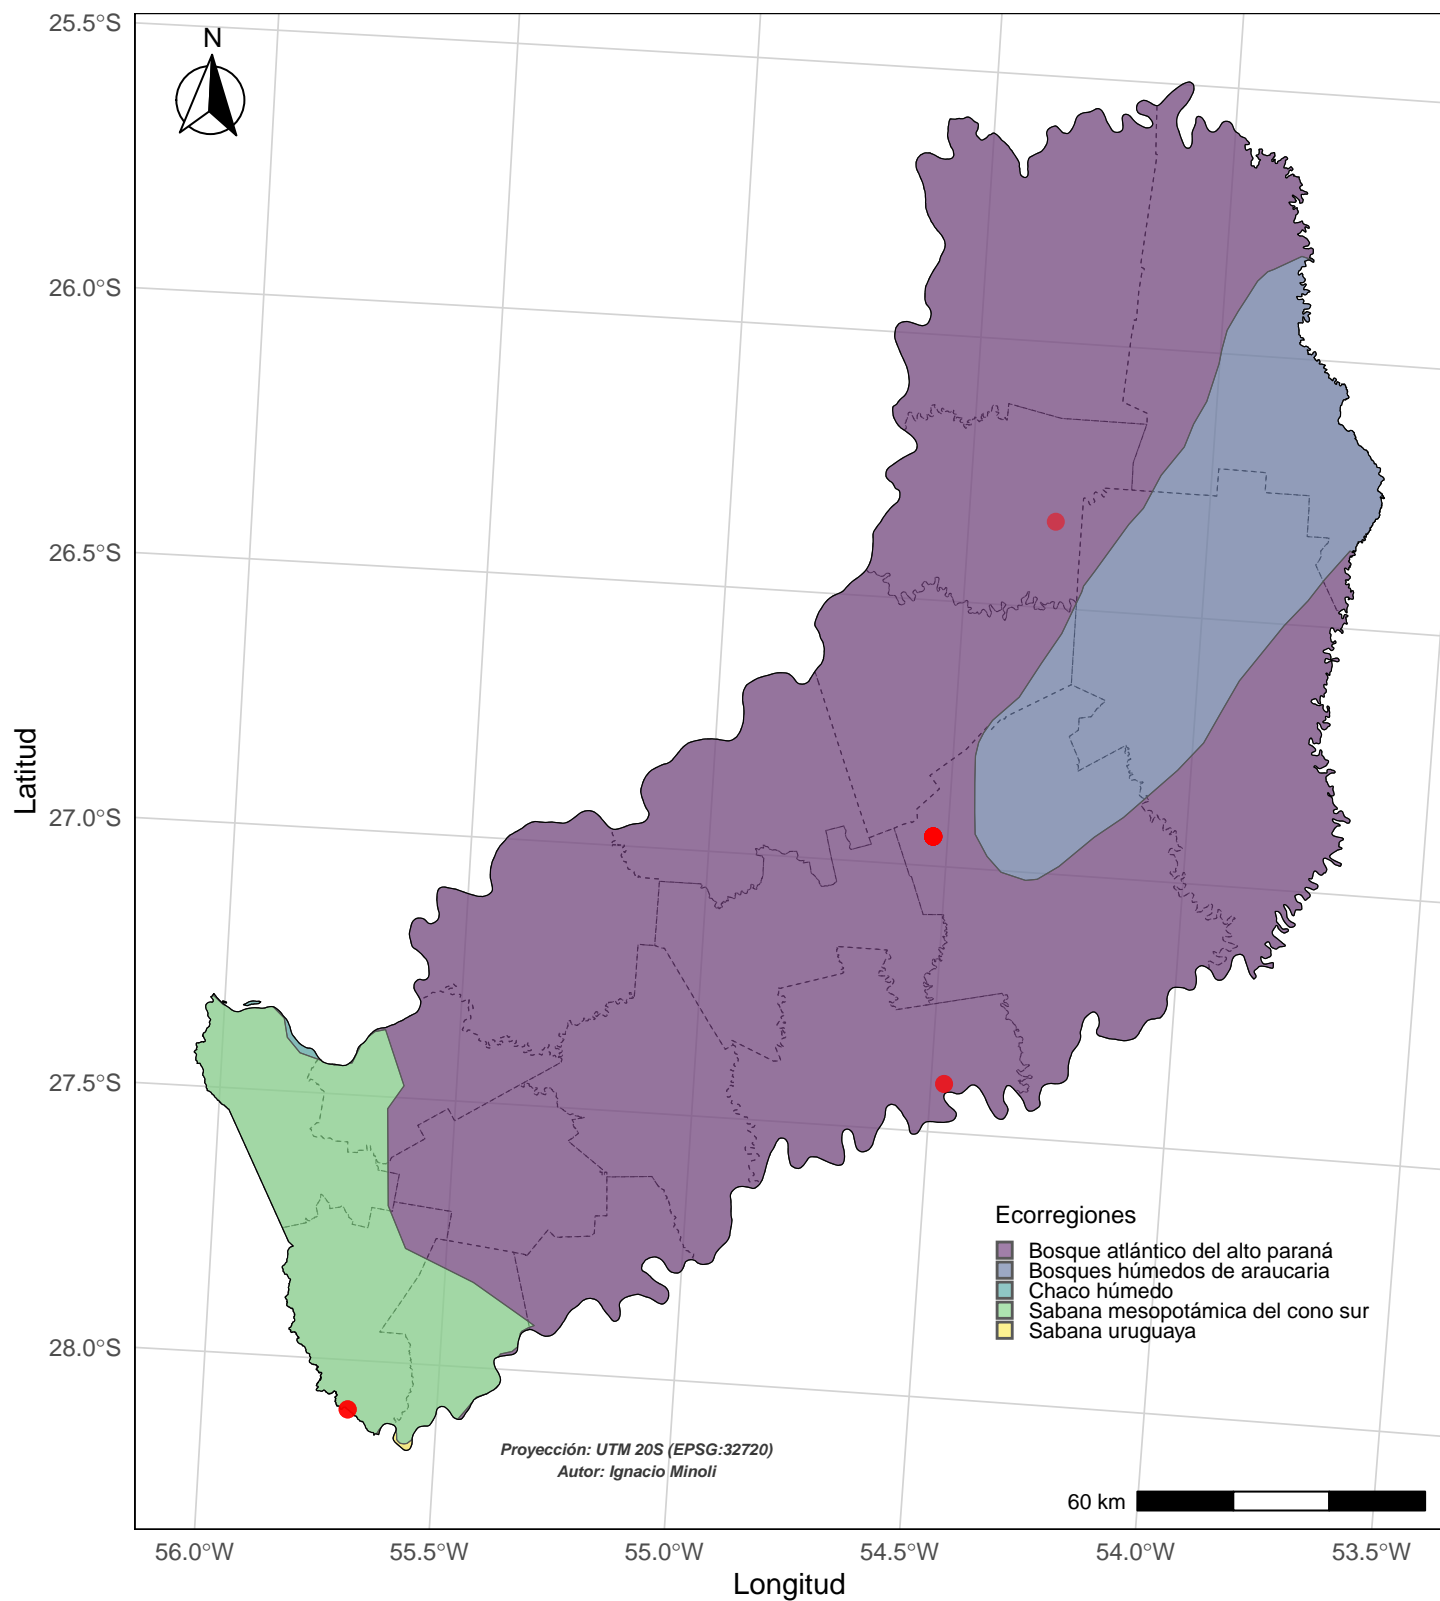 N
25.5°S
26.0°S
26.5°S
27.0°S
27.5°S
28.0°S
Latitud
Ecorregiones
Bosque atlántico del alto paraná
Bosques húmedos de araucaria
Chaco húmedo
Sabana mesopotámica del cono sur
Sabana uruguaya
Proyección: UTM 20S (EPSG:32720)
Autor: Ignacio Minoli
60 km
56.0°W
55.5°W
55.0°W
54.5°W
54.0°W
53.5°W
Longitud